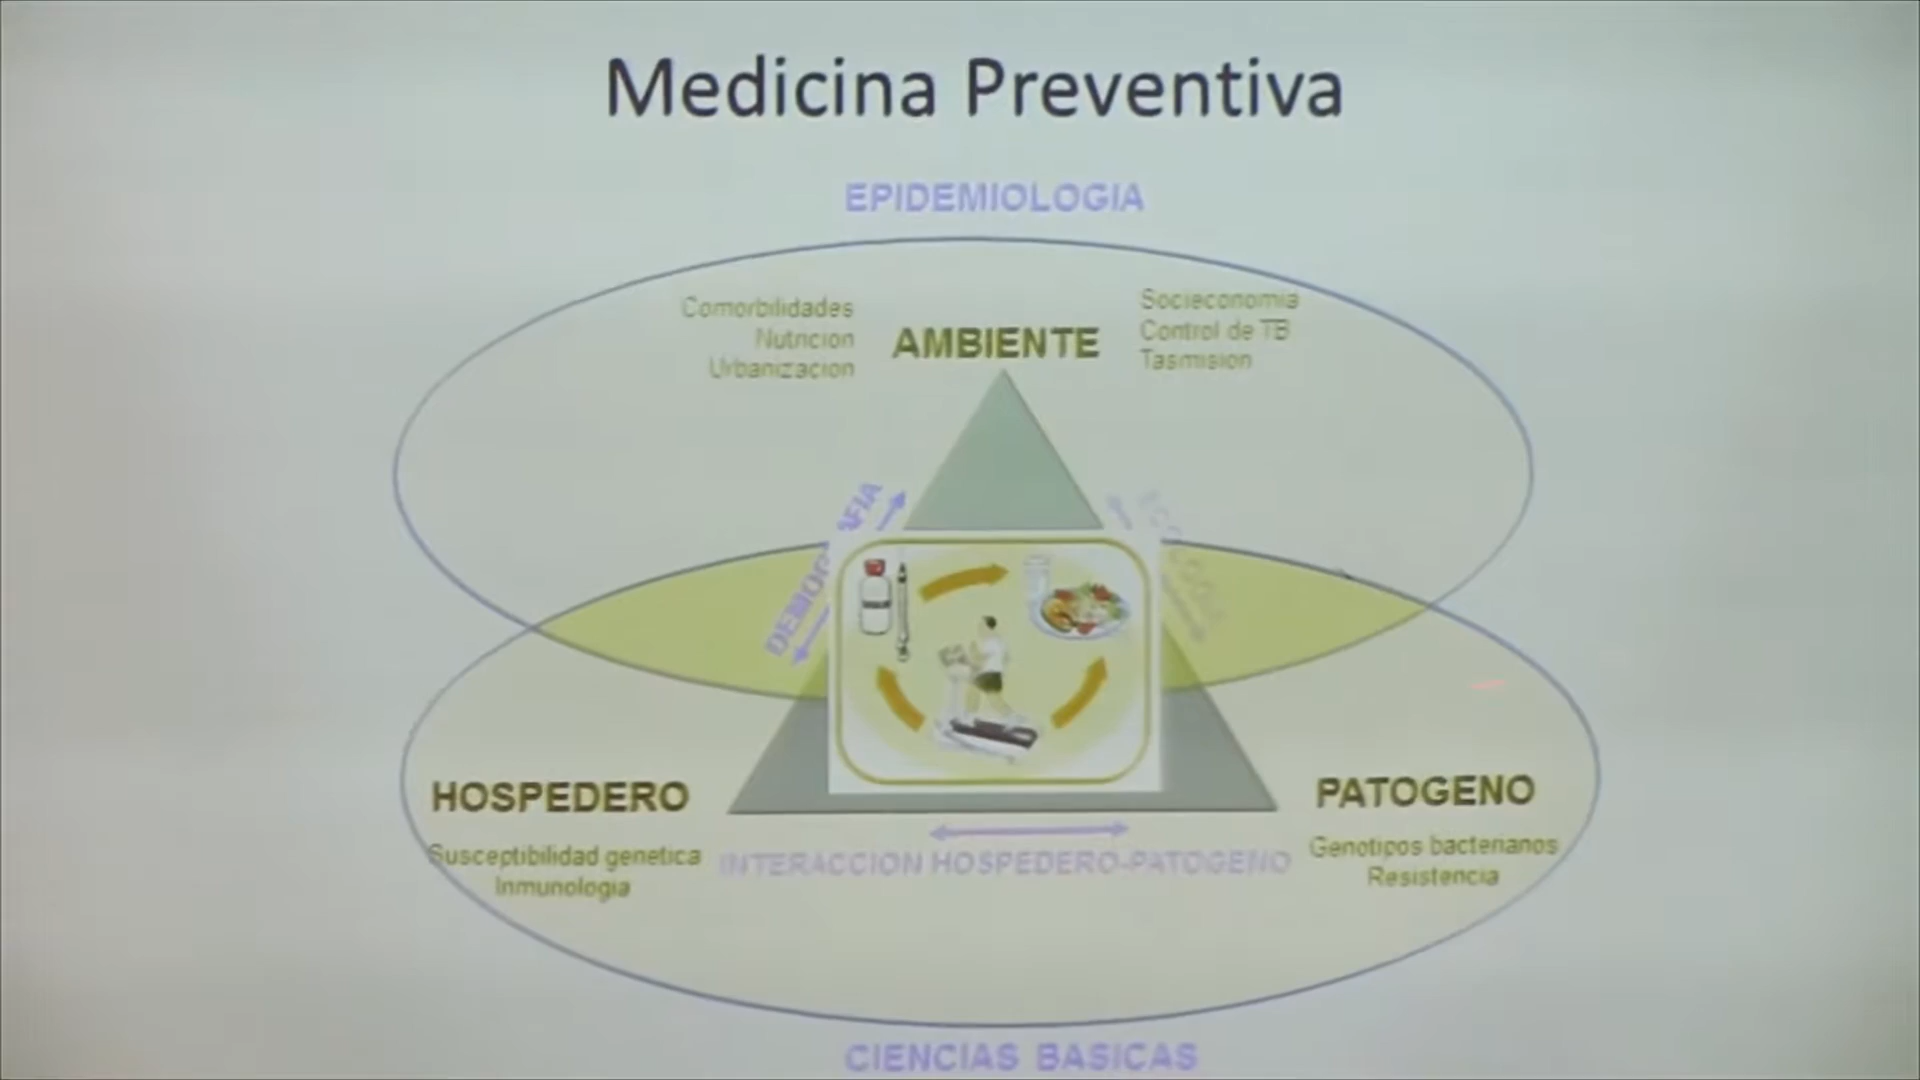 Medicina Preventiva
EPIDEMIOLOGIA
Comorbilidades
Nutricion
Urbanizacion
AMBIENTE
Socieconomia
Control de TB
Tasmision
HOSPEDERO
Susceptibilidad genetica
Inmunologia
PATOGENO
Genotipos bacterianos
Resistencia
INTERACCION HOSPEDERO-PATOGENO
CIENCIAS BASICAS